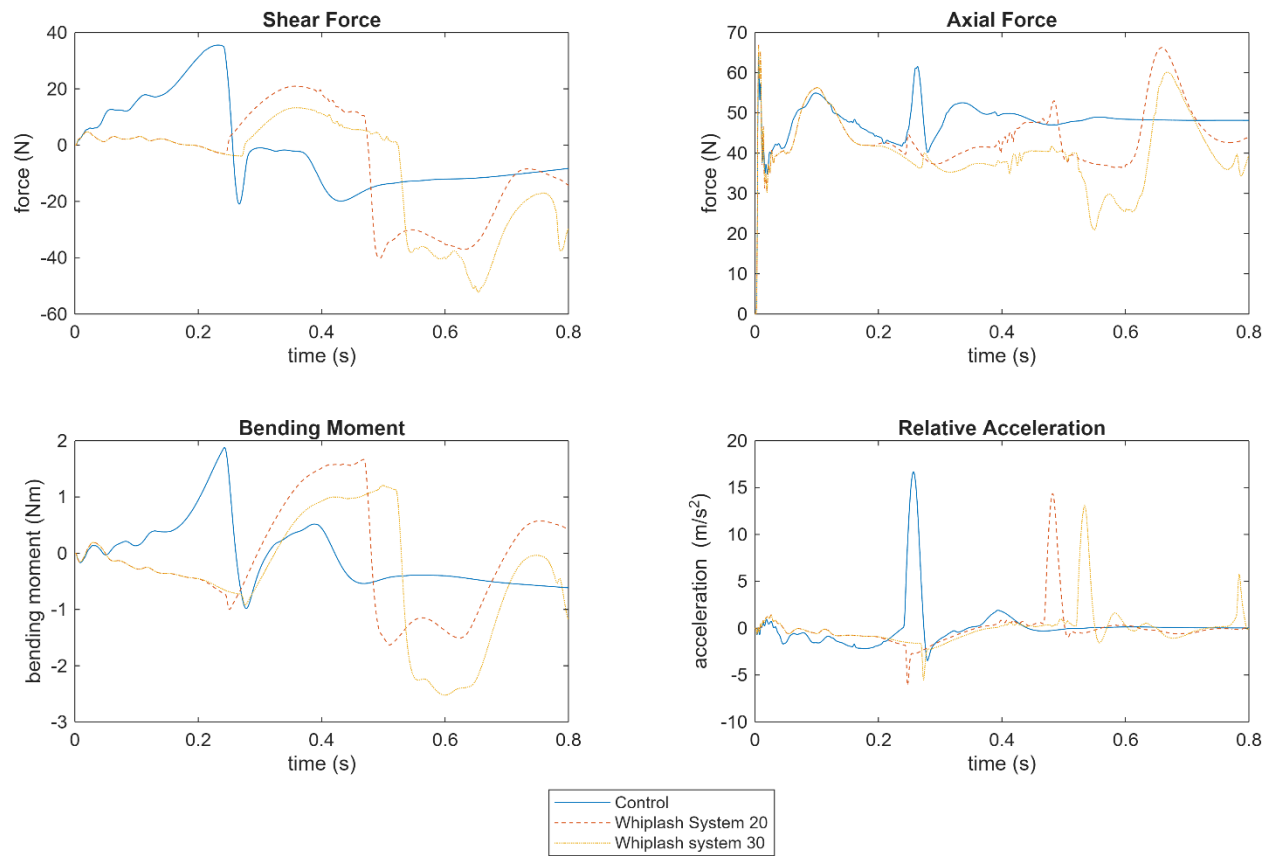 Shear Force
40
20
0
-20
-40
-60
force (N)
0 0.2 0.4 0.6 0.8
time (s)
Axial Force
70
60
50
40
30
20
10
0
force (N)
0 0.2 0.4 0.6 0.8
time (s)
Bending Moment
2
1
0
-1
-2
-3
bending moment (Nm)
0 0.2 0.4 0.6 0.8
time (s)
Relative Acceleration
20
15
10
5
0
-5
-10
acceleration (m/s²)
0 0.2 0.4 0.6 0.8
time (s)
Control
Whiplash System 20
Whiplash system 30